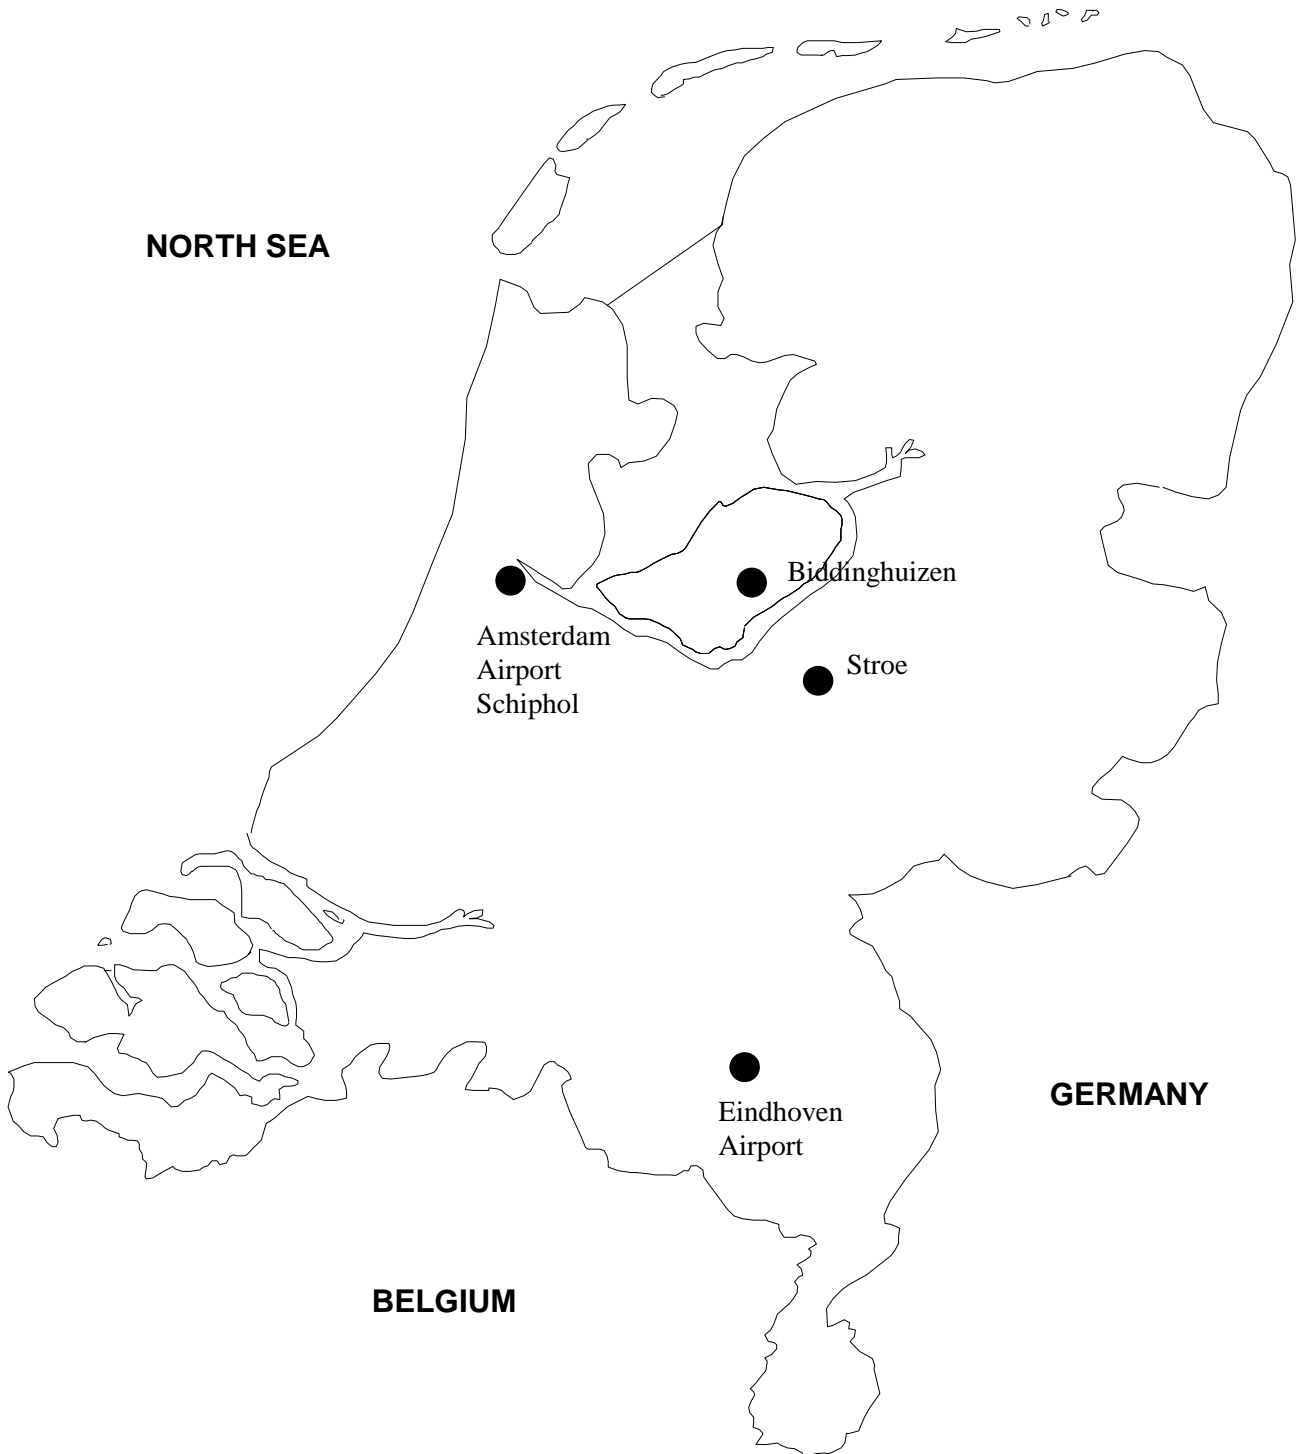 NORTH SEA
Biddinghuizen
Amsterdam
Airport
Schiphol
Stroe
Eindhoven
Airport
GERMANY
BELGIUM